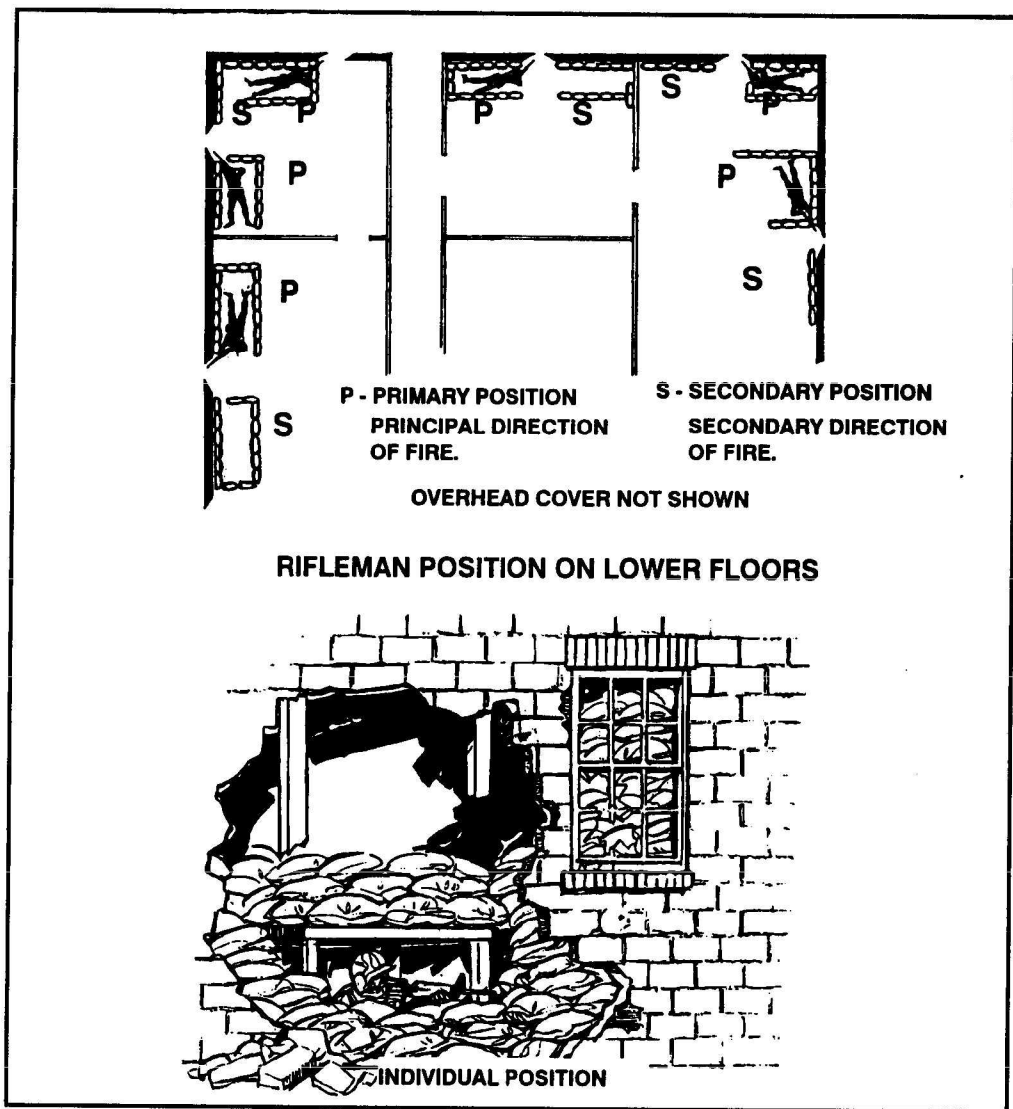 S P
P S
S
P
P
P
P
S
S
P - PRIMARY POSITION
PRINCIPAL DIRECTION
OF FIRE.
S - SECONDARY POSITION
SECONDARY DIRECTION
OF FIRE.
OVERHEAD COVER NOT SHOWN
RIFLEMAN POSITION ON LOWER FLOORS
INDIVIDUAL POSITION